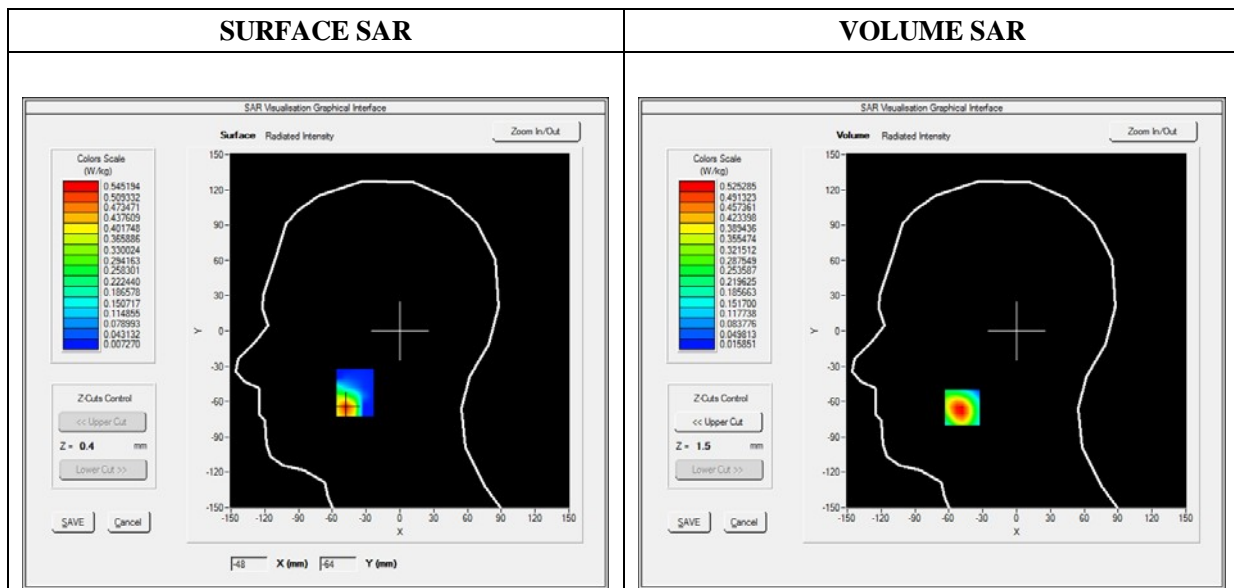 SURFACE SAR
VOLUME SAR
SAR Visualisation Graphical Interface
Surface Radiated Intensity
Zoom In/Out
Colors Scale
(W/kg)
0.545194
0.509332
0.473471
0.437609
0.401748
0.365886
0.330024
0.294163
0.258301
0.222440
0.186578
0.150717
0.114855
0.078993
0.043132
0.007270
Z-Cuts Control
<< Upper Cut
Z = 0.4 mm
Lower Cut >>
SAVE
Cancel
150
120
90
60
30
0
-30
-60
-90
-120
-150
Y
-150 -120 -90 -60 -30 0 30 60 90 120 150
X
-48 X (mm) -64 Y (mm)
SAR Visualisation Graphical Interface
Volume Radiated Intensity
Zoom In/Out
Colors Scale
(W/kg)
0.525285
0.491323
0.457361
0.423398
0.389436
0.355474
0.321512
0.287549
0.253587
0.219625
0.185663
0.151700
0.117738
0.083776
0.049813
0.015851
Z-Cuts Control
<< Upper Cut
Z = 1.5 mm
Lower Cut >>
SAVE
Cancel
150
120
90
60
30
0
-30
-60
-90
-120
-150
Y
-150 -120 -90 -60 -30 0 30 60 90 120 150
X